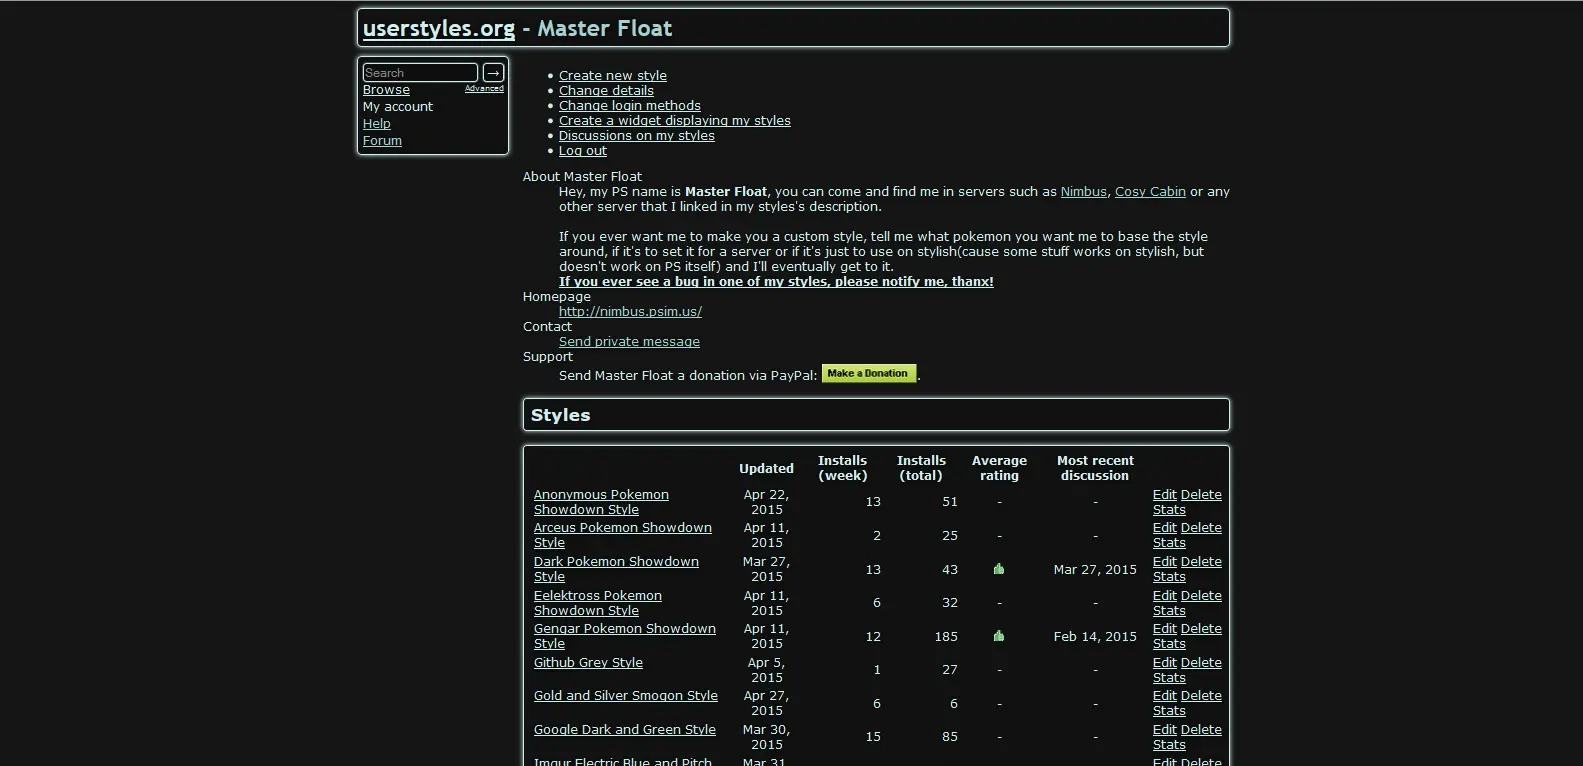 userstyles.org - Master Float
Search →
Browse Advanced
My account
Help
Forum
• Create new style
• Change details
• Change login methods
• Create a widget displaying my styles
• Discussions on my styles
• Log out
About Master Float
Hey, my PS name is Master Float, you can come and find me in servers such as Nimbus, Cosy Cabin or any
other server that I linked in my styles's description.
If you ever want me to make you a custom style, tell me what pokemon you want me to base the style
around, if it's to set it for a server or if it's just to use on stylish(cause some stuff works on stylish, but
doesn't work on PS itself) and I'll eventually get to it.
If you ever see a bug in one of my styles, please notify me, thanx!
Homepage
http://nimbus.psim.us/
Contact
Send private message
Support
Send Master Float a donation via PayPal: Make a Donation.
Styles
Updated Installs (week) Installs (total) Average rating Most recent discussion
Anonymous Pokemon Showdown Style Apr 22, 2015 13 51 - - Edit Delete Stats
Arceus Pokemon Showdown Style Apr 11, 2015 2 25 - - Edit Delete Stats
Dark Pokemon Showdown Style Mar 27, 2015 13 43 Mar 27, 2015 Edit Delete Stats
Eelektross Pokemon Showdown Style Apr 11, 2015 6 32 - - Edit Delete Stats
Gengar Pokemon Showdown Style Apr 11, 2015 12 185 Feb 14, 2015 Edit Delete Stats
Github Grey Style Apr 5, 2015 1 27 - - Edit Delete Stats
Gold and Silver Smogon Style Apr 27, 2015 6 6 - - Edit Delete Stats
Google Dark and Green Style Mar 30, 2015 15 85 - - Edit Delete Stats
Imgur Electric Blue and Pitch Mar 31, Edit Delete